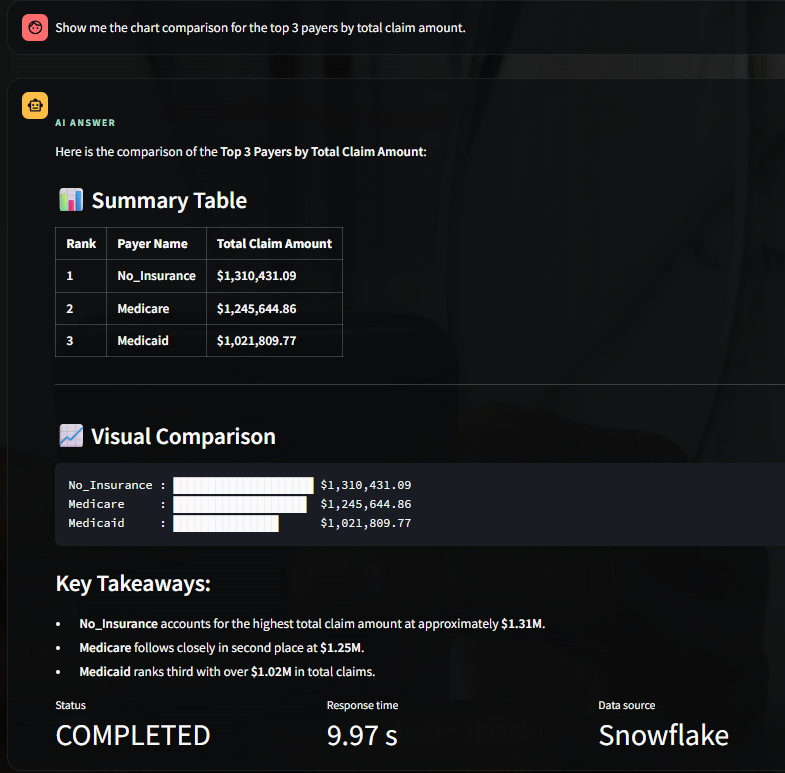 Show me the chart comparison for the top 3 payers by total claim amount.
AI ANSWER
Here is the comparison of the Top 3 Payers by Total Claim Amount:
Summary Table
Rank Payer Name Total Claim Amount
1 No_Insurance $1,310,431.09
2 Medicare $1,245,644.86
3 Medicaid $1,021,809.77
Visual Comparison
No_Insurance : $1,310,431.09
Medicare : $1,245,644.86
Medicaid : $1,021,809.77
Key Takeaways:
• No_Insurance accounts for the highest total claim amount at approximately $1.31M.
• Medicare follows closely in second place at $1.25M.
• Medicaid ranks third with over $1.02M in total claims.
Status Response time Data source
COMPLETED 9.97 s Snowflake